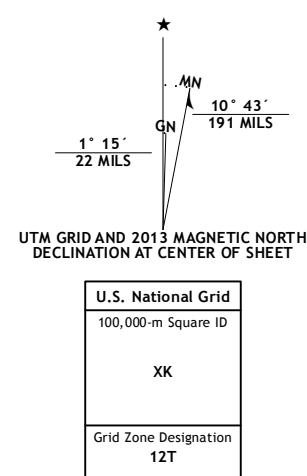 ★
MN
GN
10° 43´
191 MILS
1° 15´
22 MILS
UTM GRID AND 2013 MAGNETIC NORTH
DECLINATION AT CENTER OF SHEET
U.S. National Grid
100,000-m Square ID
XK
Grid Zone Designation
12T